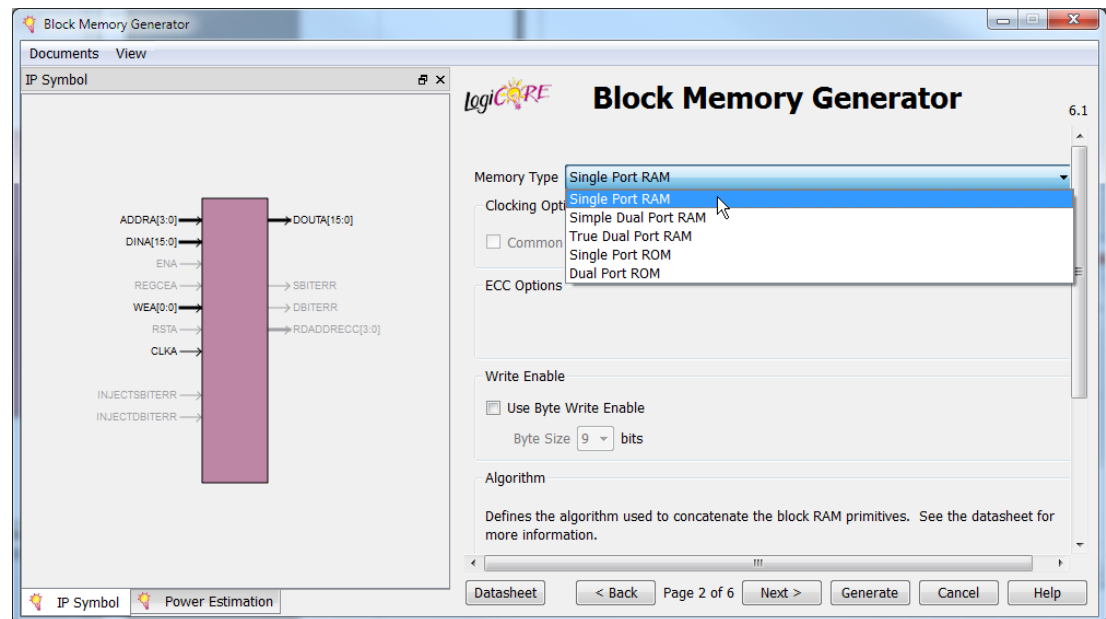 Block Memory Generator
Documents View
IP Symbol
ADDRA[3:0]
DOUTA[15:0]
DINA[15:0]
ENA
REGCEA
SBITERR
WEA[0:0]
DBITERR
RSTA
RDADDRECC[3:0]
CLKA
INJECTSBITERR
INJECTDBITERR
IP Symbol
Power Estimation
LogiCORE
Block Memory Generator
6.1
Memory Type Single Port RAM
Single Port RAM
Clocking Opti
Simple Dual Port RAM
True Dual Port RAM
Common
Single Port ROM
Dual Port ROM
ECC Options
Write Enable
Use Byte Write Enable
Byte Size 9 bits
Algorithm
Defines the algorithm used to concatenate the block RAM primitives. See the datasheet for
more information.
Datasheet < Back Page 2 of 6 Next > Generate Cancel Help